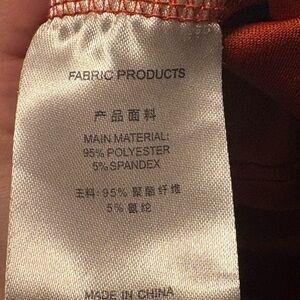 FABRIC PRODUCTS
产品面料
MAIN MATERIAL:
95% POLYESTER
5% SPANDEX
主料:95% 聚酯纤维
5% 氨纶
MADE IN CHINA